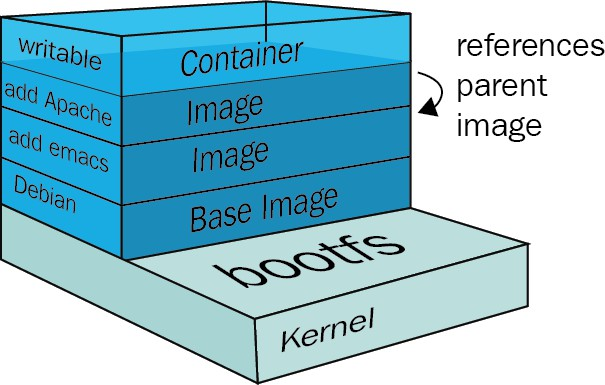 writable
Container
references
parent
image
add Apache
Image
add emacs
Image
Debian
Base Image
bootfs
Kernel